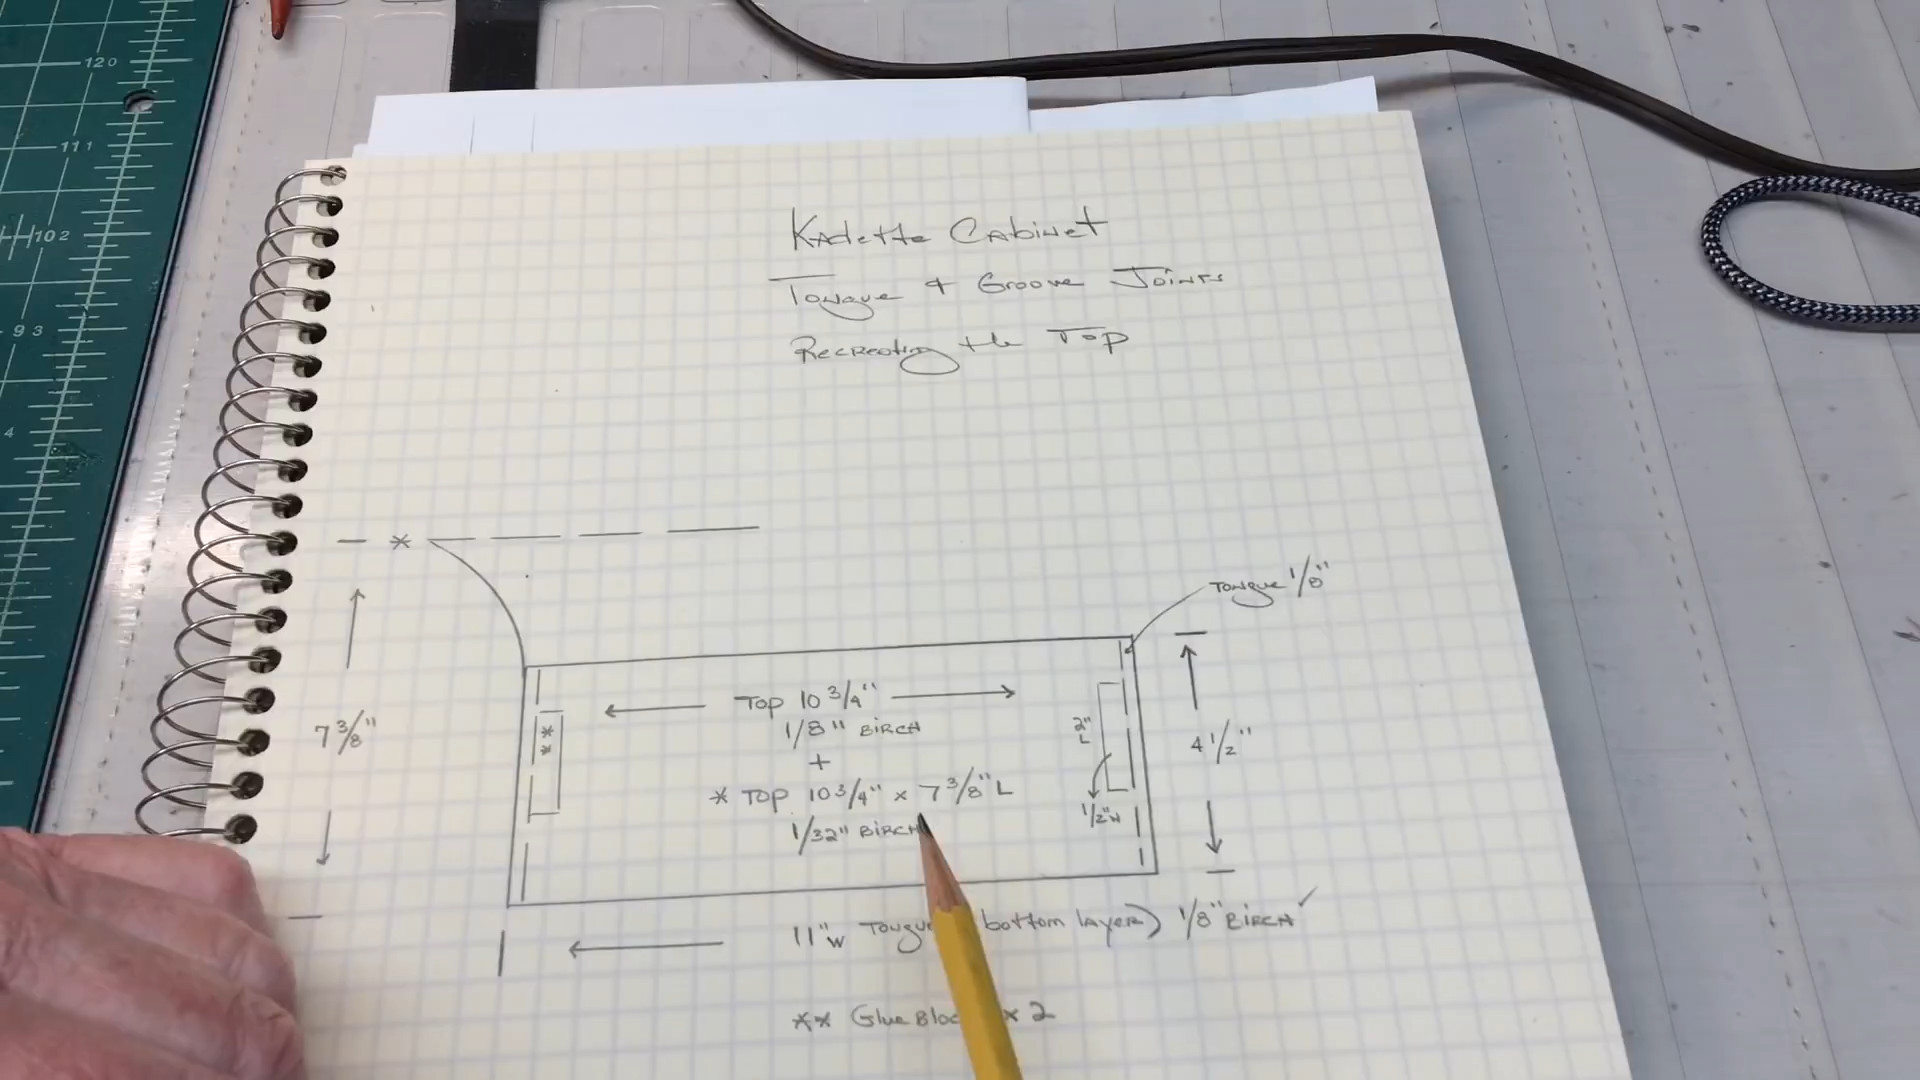 120
111
102
93
4
Kadette Cabinet
Tongue & Groove Joints
Recreating the Top
*
Tongue 1/8"
7 3/8"
**
Top 10 3/4"
1/8" BIRCH
+
* TOP 10 3/4" x 7 3/8" L
1/32" BIRCH
2" L
1/2" W
4 1/2"
11"W Tongue bottom layer) 1/8" BIRCH ✓
** Glue x 2